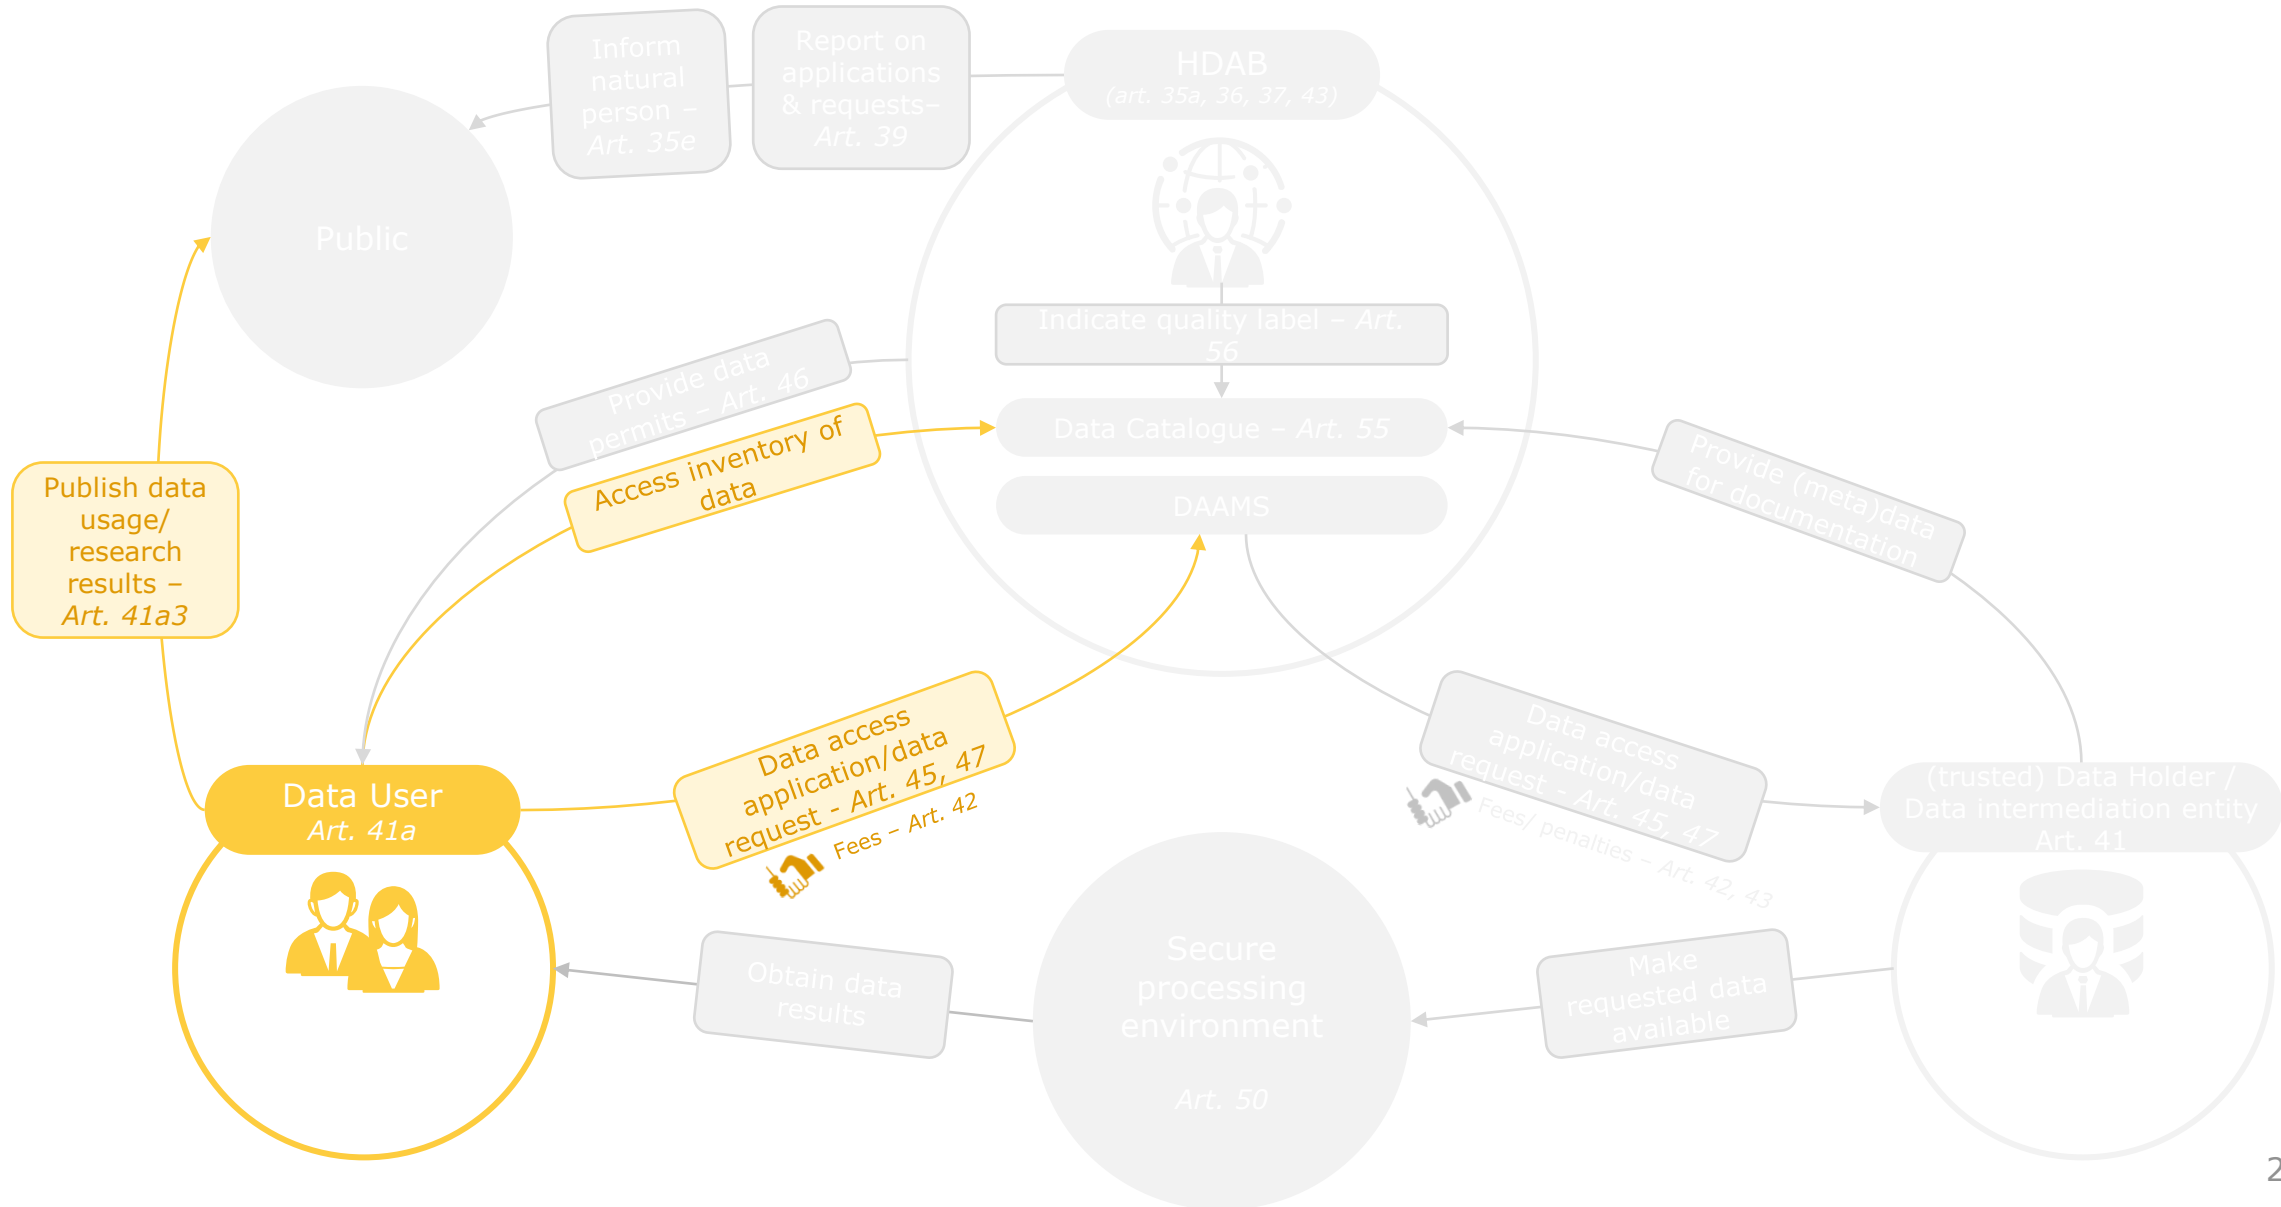 Inform
natural
person –
Art. 35e
Report on
applications
& requests–
Art. 39
HDAB
(art. 35a, 36, 37, 43)
Public
Indicate quality label – Art.
56
Provide data
permits – Art. 46
Access inventory of
data
Data Catalogue – Art. 55
DAAMS
Provide (meta)data
for documentation
Publish data
usage/
research
results –
Art. 41a3
Data access
application/data
request - Art. 45, 47
Fees – Art. 42
Data access
application/data
request - Art. 45, 47
Fees/ penalties – Art. 42, 43
Data User
Art. 41a
(trusted) Data Holder /
Data intermediation entity
Art. 41
Obtain data
results
Secure
processing
environment
Art. 50
Make
requested data
available
2